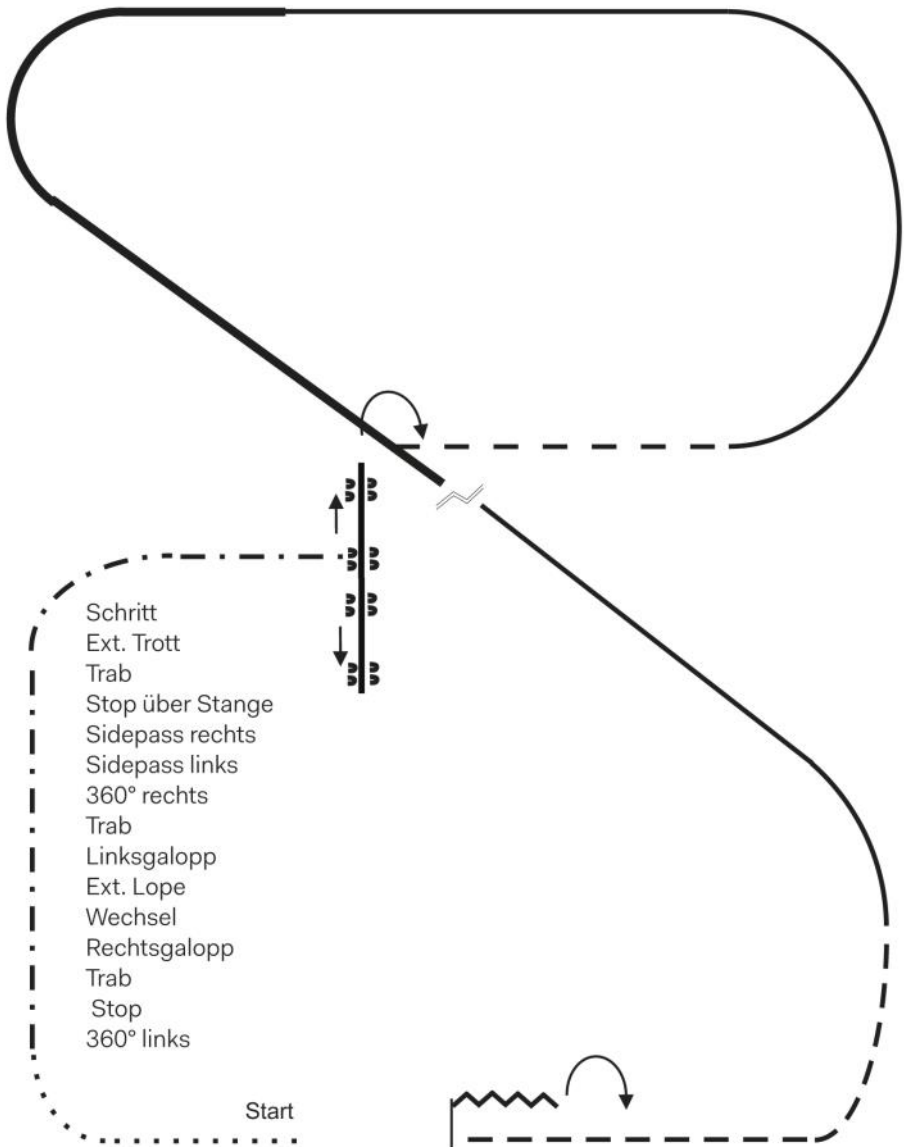 Schritt
Ext. Trott
Trab
Stop über Stange
Sidepass rechts
Sidepass links
360° rechts
Trab
Linksgalopp
Ext. Lope
Wechsel
Rechtsgalopp
Trab
Stop
360° links
Start